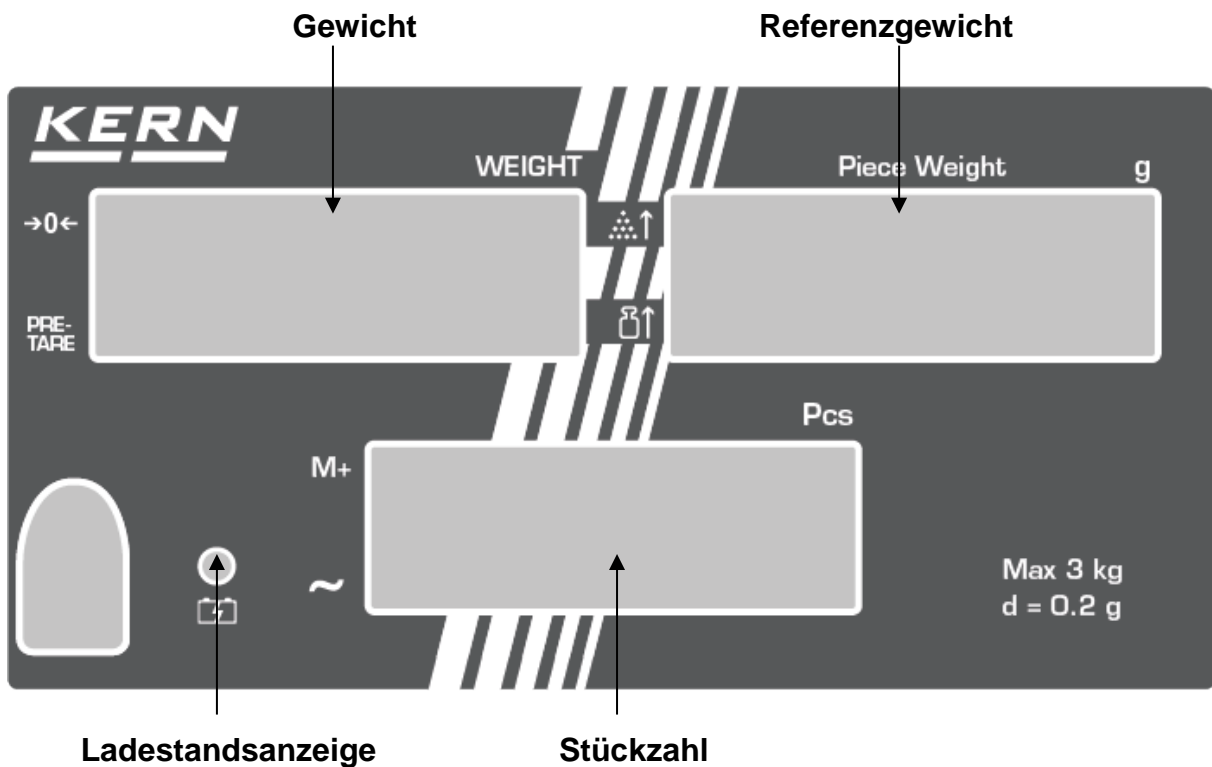 Gewicht
Referenzgewicht
KERN
WEIGHT
Piece Weight g
→0←
PRE-
TARE
Pcs
M+
~
Max 3 kg
d = 0.2 g
Ladestandsanzeige
Stückzahl